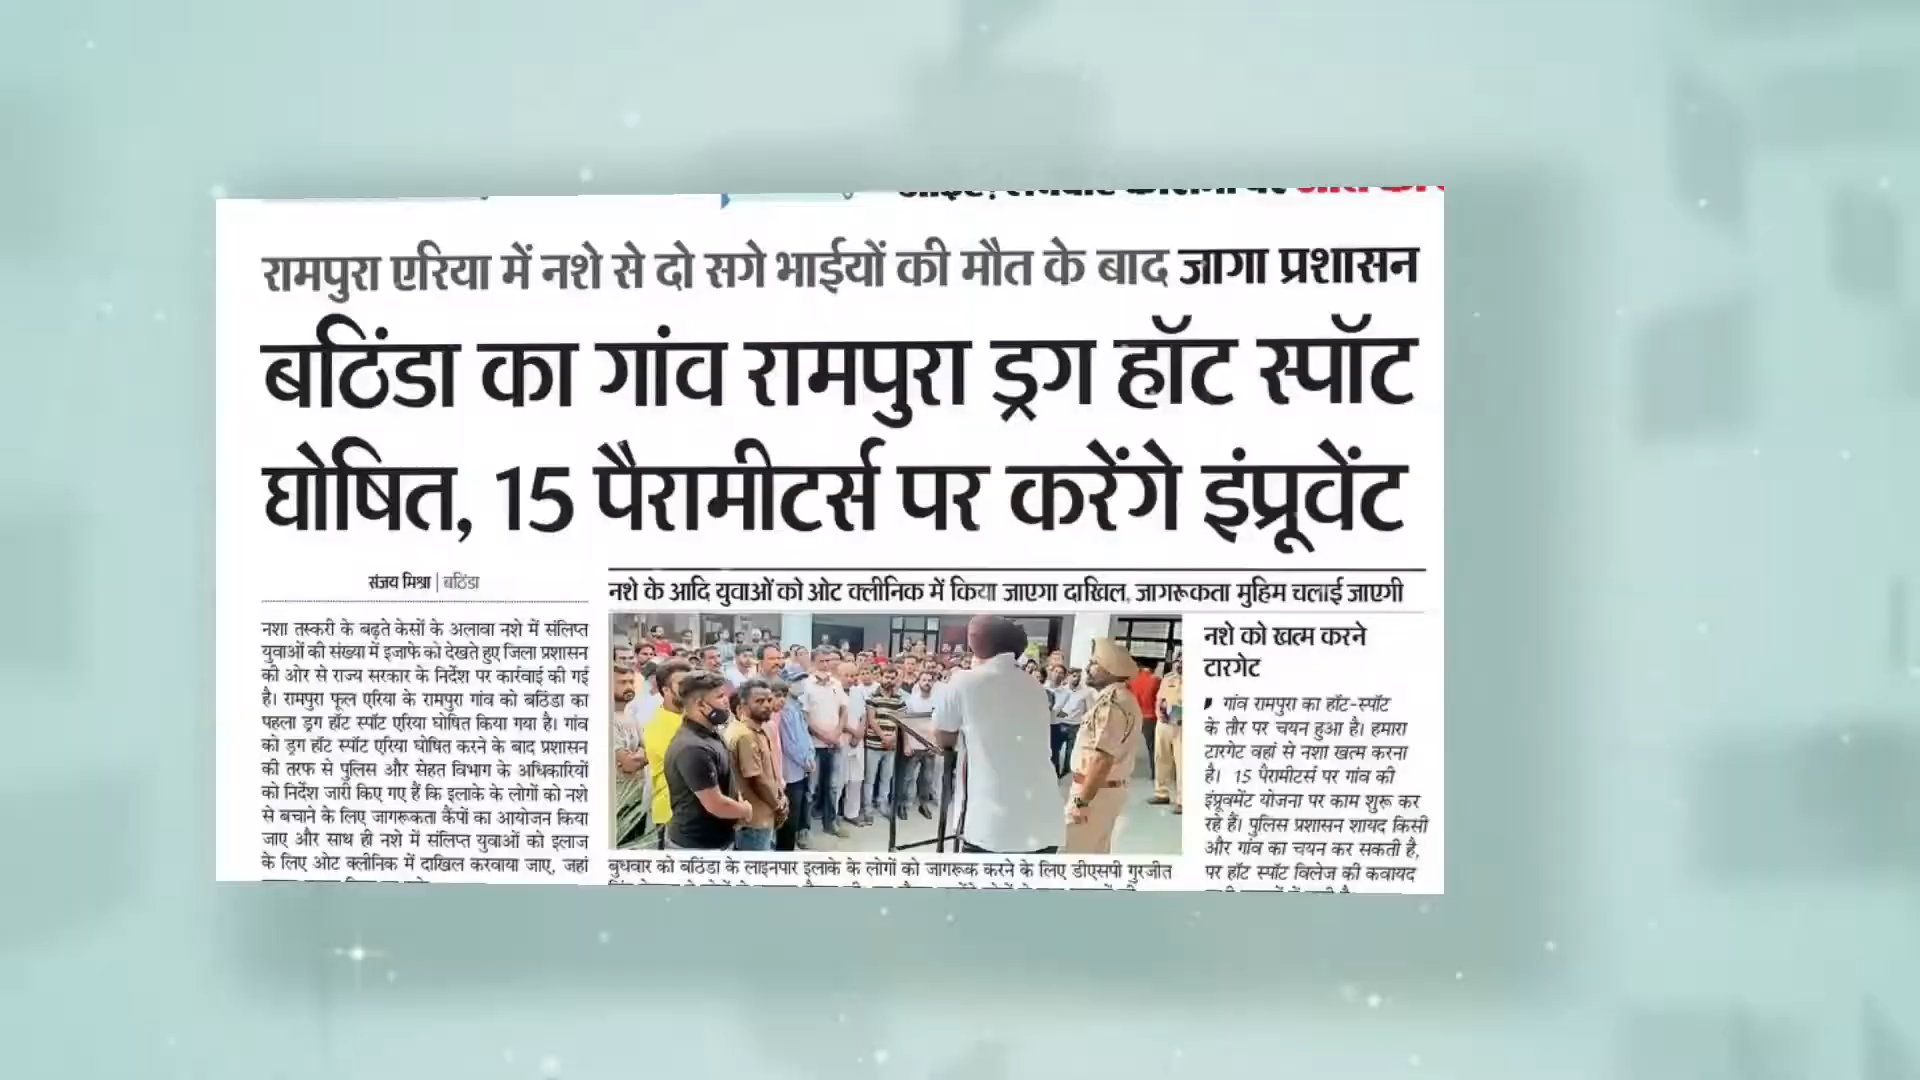 रामपुरा एरिया में नशे से दो सगे भाईयों की मौत के बाद जागा प्रशासन
बठिंडा का गांव रामपुरा ड्रग हॉट स्पॉट
घोषित, 15 पैरामीटर्स पर करेंगे इंप्रूवेंट
संजय मिश्रा | बठिंडा
नशा तस्करी के बढ़ते केसों के अलावा नशे में संलिप्त
युवाओं की संख्या में इजाफे को देखते हुए जिला प्रशासन
की ओर से राज्य सरकार के निर्देश पर कार्रवाई की गई
है। रामपुरा फूल एरिया के रामपुरा गांव को बठिंडा का
पहला ड्रग हॉट स्पॉट एरिया घोषित किया गया है। गांव
को ड्रग हॉट स्पॉट एरिया घोषित करने के बाद प्रशासन
की तरफ से पुलिस और सेहत विभाग के अधिकारियों
को निर्देश जारी किए गए हैं कि इलाके के लोगों को नशे
से बचाने के लिए जागरूकता कैंपों का आयोजन किया
जाए और साथ ही नशे में संलिप्त युवाओं को इलाज
के लिए ओट क्लीनिक में दाखिल करवाया जाए, जहां
नशे के आदि युवाओं को ओट क्लीनिक में किया जाएगा दाखिल, जागरूकता मुहिम चलाई जाएगी
बुधवार को बठिंडा के लाइनपार इलाके के लोगों को जागरूक करने के लिए डीएसपी गुरजीत
नशे को खत्म करने
टारगेट
गांव रामपुरा का हॉट-स्पॉट
के तौर पर चयन हुआ है। हमारा
टारगेट वहां से नशा खत्म करना
है। 15 पैरामीटर्स पर गांव की
इंप्रूवमेंट योजना पर काम शुरू कर
रहे हैं। पुलिस प्रशासन शायद किसी
और गांव का चयन कर सकती है,
पर हॉट स्पॉट विलेज की कवायद